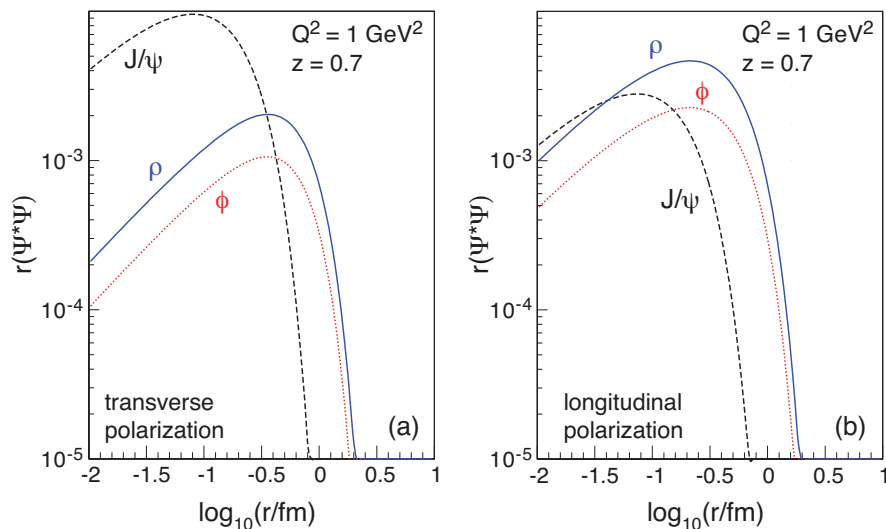 Q² = 1 GeV²
z = 0.7
J/ψ
ρ
ϕ
10⁻³
10⁻⁴
10⁻⁵
r(Ψ*Ψ)
transverse
polarization
(a)
-2 -1.5 -1 -0.5 0 0.5 1
log₁₀(r/fm)
Q² = 1 GeV²
z = 0.7
ρ
ϕ
J/ψ
10⁻³
10⁻⁴
10⁻⁵
r(Ψ*Ψ)
longitudinal
polarization
(b)
-2 -1.5 -1 -0.5 0 0.5 1
log₁₀(r/fm)